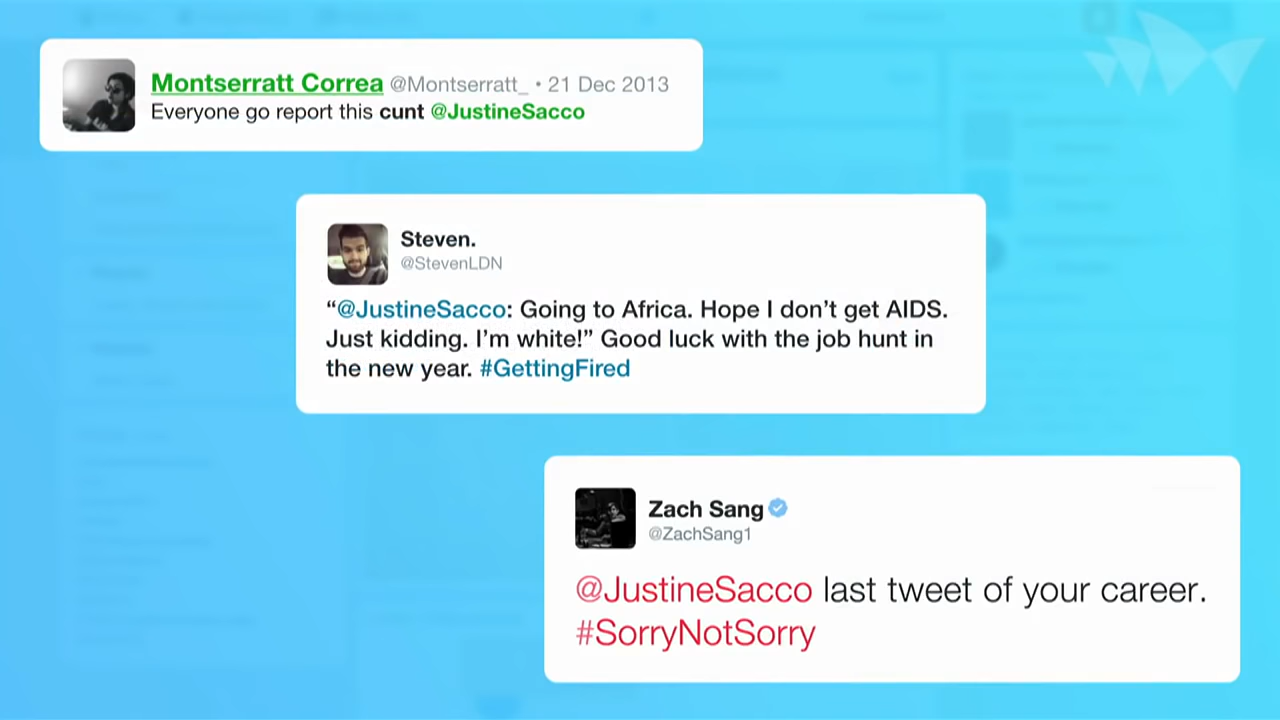 Montserratt Correa @Montserratt_ • 21 Dec 2013
Everyone go report this cunt @JustineSacco
Steven.
@StevenLDN
“@JustineSacco: Going to Africa. Hope I don’t get AIDS.
Just kidding. I’m white!” Good luck with the job hunt in
the new year. #GettingFired
Zach Sang
@ZachSang1
@JustineSacco last tweet of your career.
#SorryNotSorry